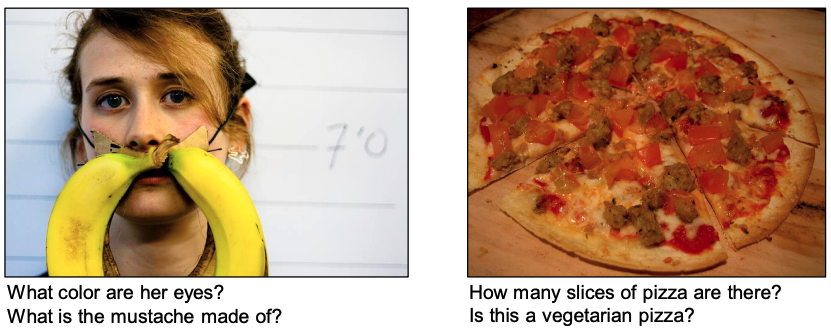 7'0
What color are her eyes?
What is the mustache made of?
How many slices of pizza are there?
Is this a vegetarian pizza?